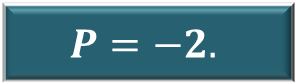 P = −2.